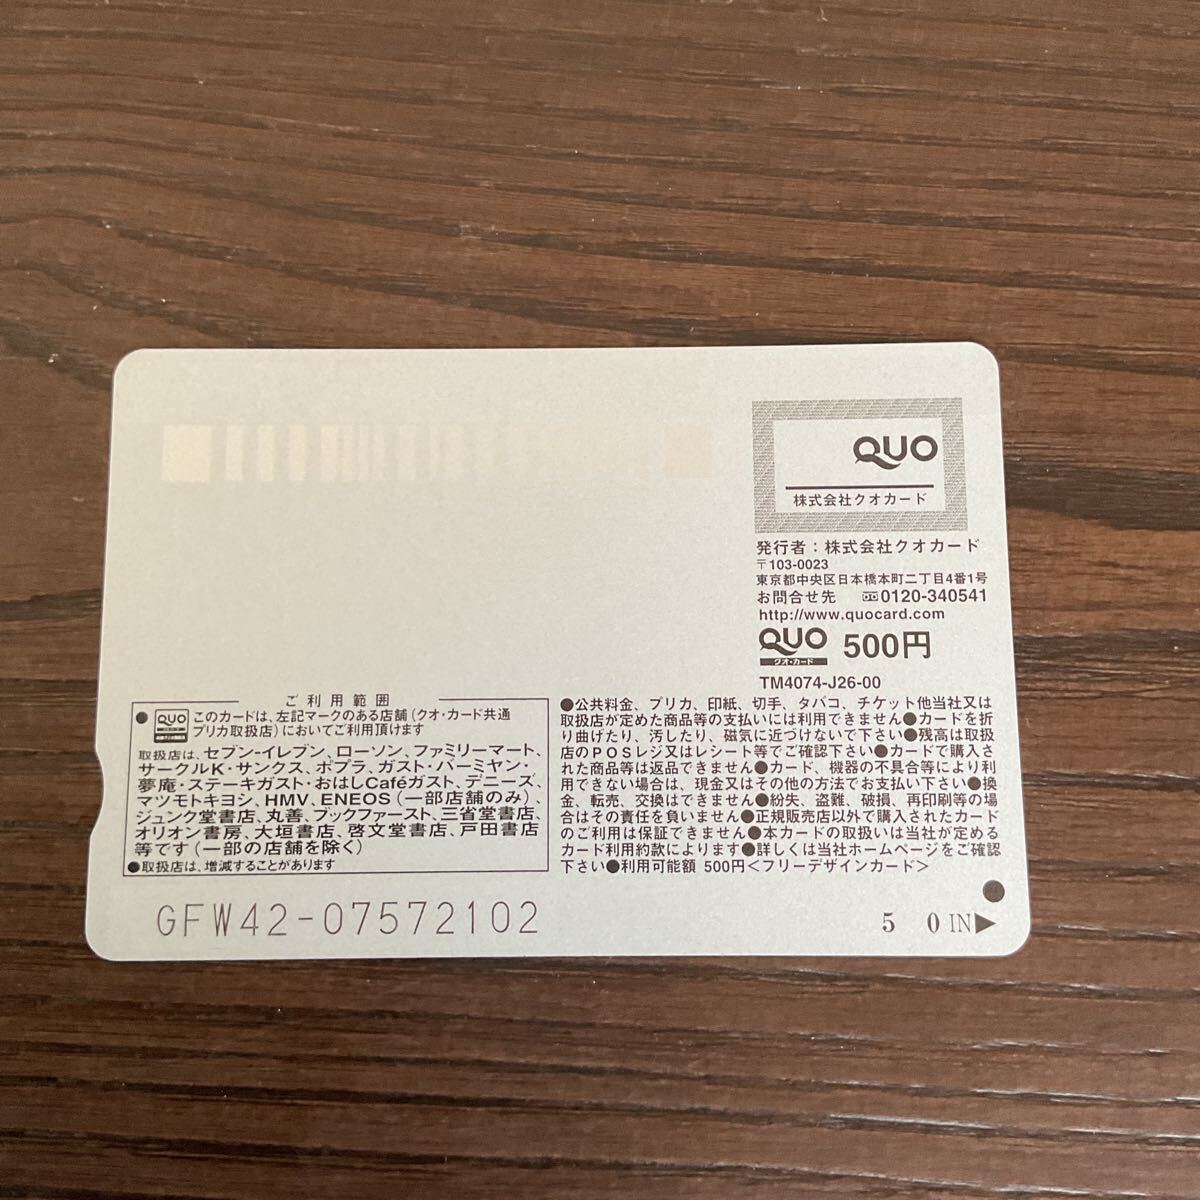 QUO
株式会社クオカード
発行者：株式会社クオカード
〒103-0023
東京都中央区日本橋本町二丁目4番1号
お問合せ先 0120-340541
http://www.quocard.com
QUO 500円
クオ・カード
TM4074-J26-00
ご利用範囲
●QUO このカードは、左記マークのある店舗（クオ・カード共通
プリカ取扱店）においてご利用頂けます
取扱店は、セブン-イレブン、ローソン、ファミリーマート、
サークルK・サンクス、ポプラ、ガスト・バーミヤン・
夢庵・ステーキガスト・おはしCaféガスト、デニーズ、
マツモトキヨシ、HMV、ENEOS（一部店舗のみ）、
ジュンク堂書店、丸善、ブックファースト、三省堂書店、
オリオン書房、大垣書店、啓文堂書店、戸田書店
等です（一部の店舗を除く）
●取扱店は、増減することがあります
●公共料金、プリカ、印紙、切手、タバコ、チケット他当社又は
取扱店が定めた商品等の支払いには利用できません●カードを折
り曲げたり、汚したり、磁気に近づけないで下さい●残高は取扱
店のPOSレジ又はレシート等でご確認下さい●カードで購入さ
れた商品等は返品できません●カード、機器の不具合等により利
用できない場合は、現金又はその他の方法でお支払い下さい●換
金、転売、交換はできません●紛失、盗難、破損、再印刷等の場
合はその責任を負いません●正規販売店以外で購入されたカード
のご利用は保証できません●本カードの取扱いは当社が定める
カード利用約款によります●詳しくは当社ホームページをご確認
下さい●利用可能額 500円＜フリーデザインカード＞
GFW42-07572102
5 0 IN▶